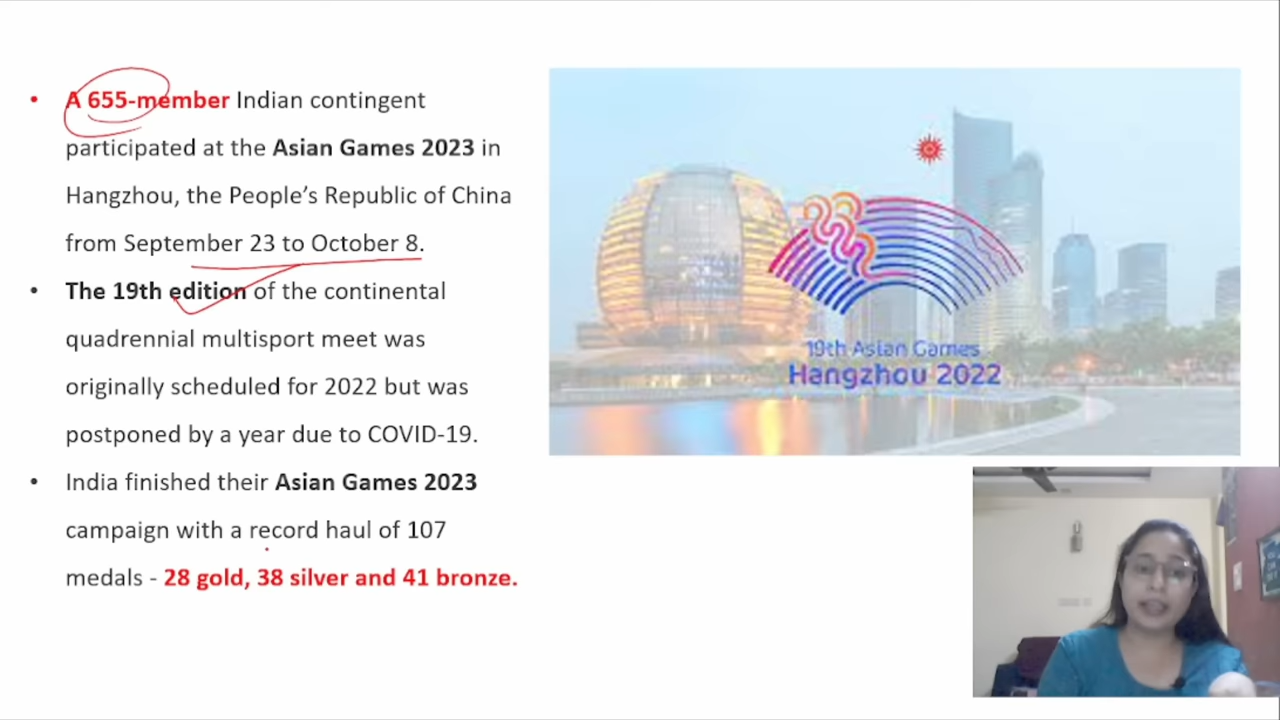 • A 655-member Indian contingent
participated at the Asian Games 2023 in
Hangzhou, the People’s Republic of China
from September 23 to October 8.
• The 19th edition of the continental
quadrennial multisport meet was
originally scheduled for 2022 but was
postponed by a year due to COVID-19.
• India finished their Asian Games 2023
campaign with a record haul of 107
medals - 28 gold, 38 silver and 41 bronze.
19th Asian Games
Hangzhou 2022